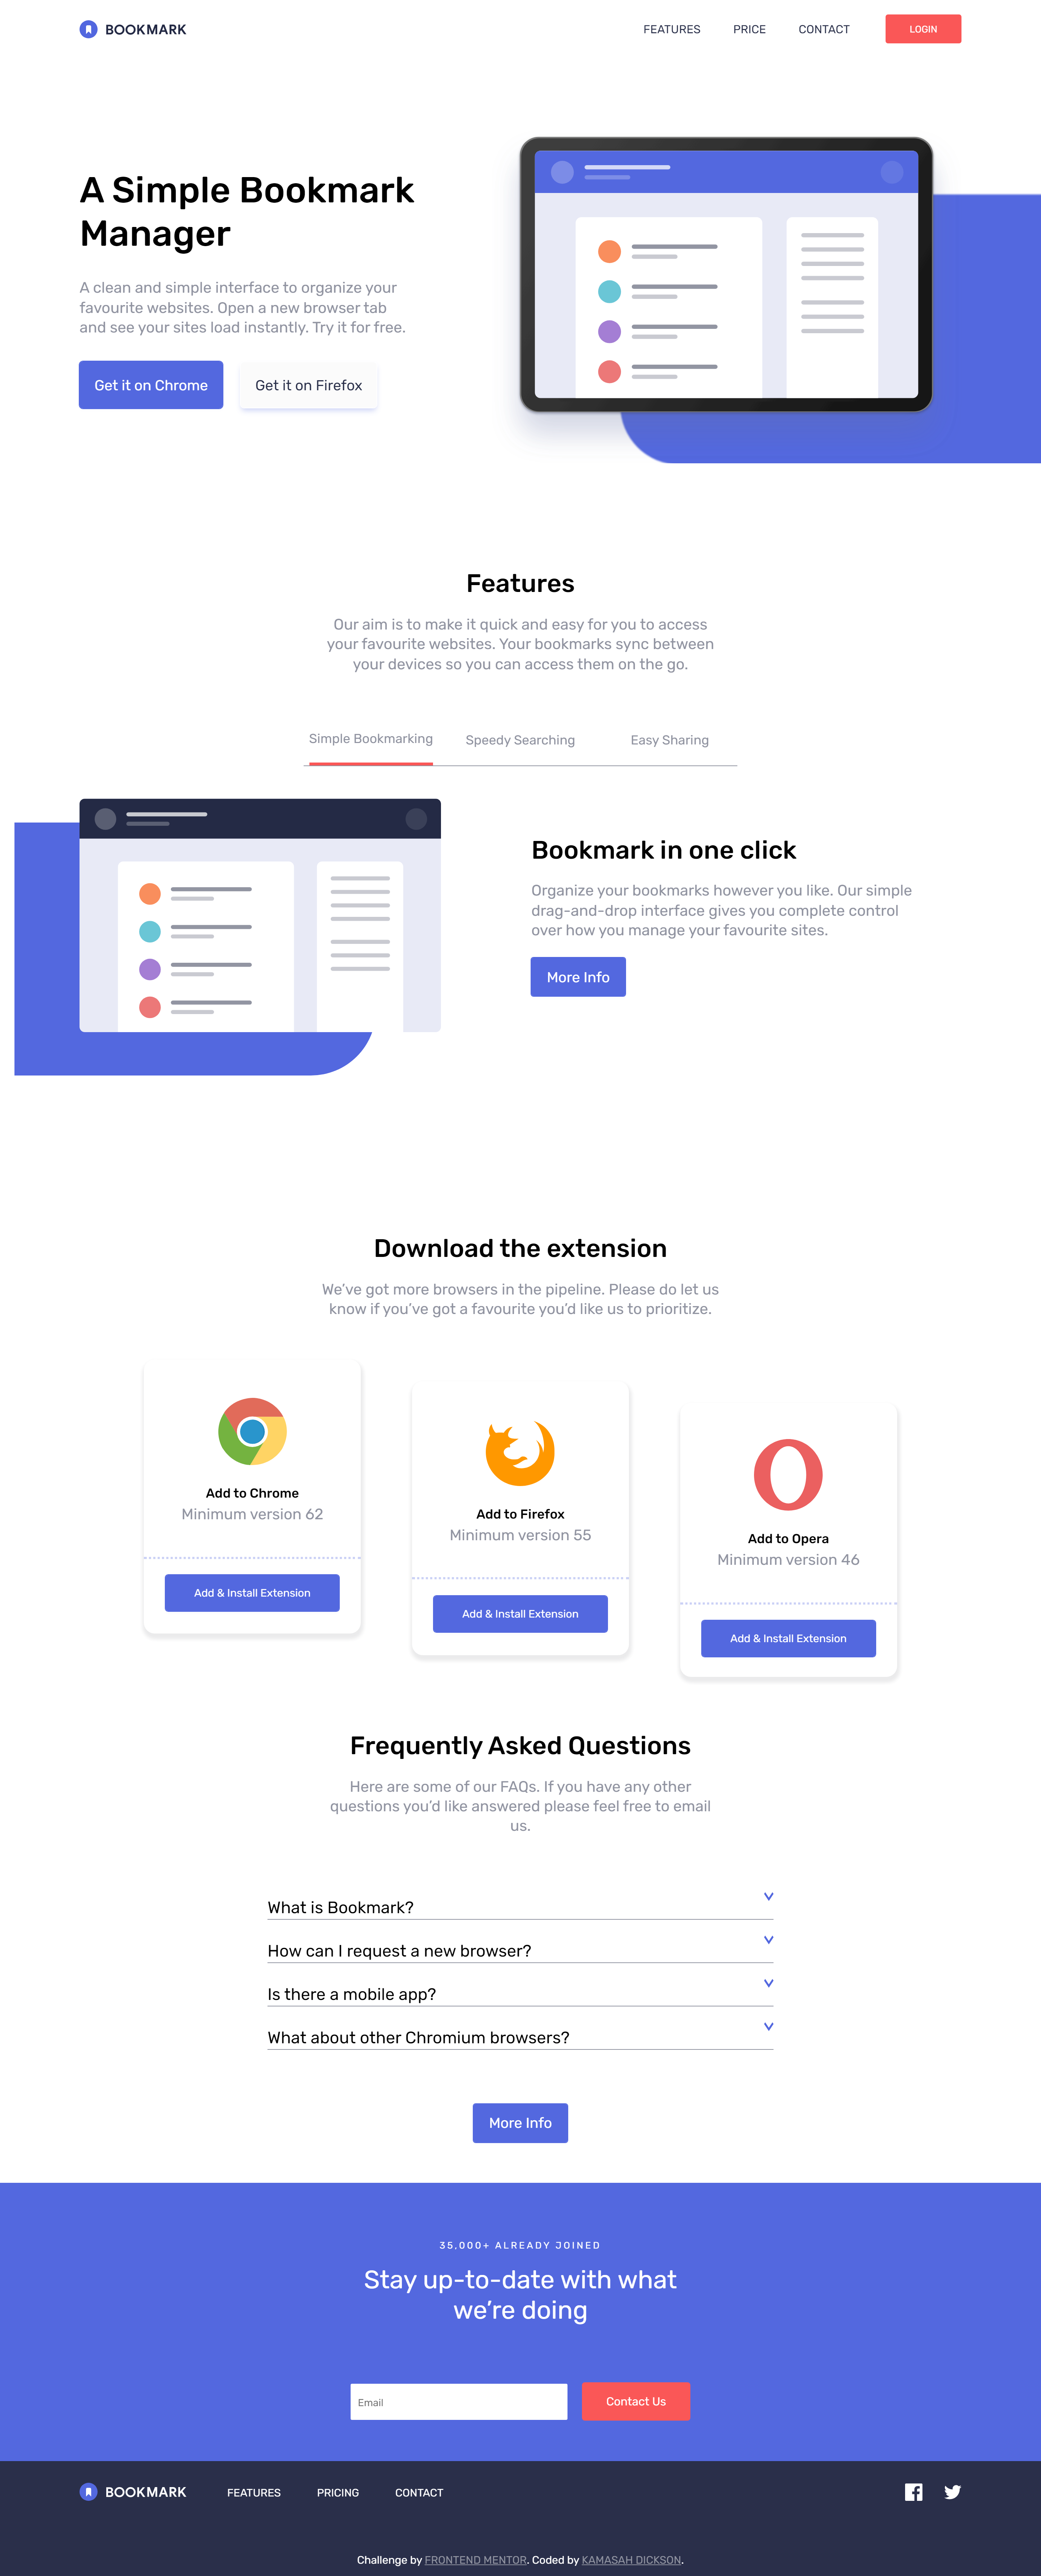 BOOKMARK
FEATURES
PRICE
CONTACT
LOGIN
A Simple Bookmark
Manager
A clean and simple interface to organize your
favourite websites. Open a new browser tab
and see your sites load instantly. Try it for free.
Get it on Chrome
Get it on Firefox
Features
Our aim is to make it quick and easy for you to access
your favourite websites. Your bookmarks sync between
your devices so you can access them on the go.
Simple Bookmarking
Speedy Searching
Easy Sharing
Bookmark in one click
Organize your bookmarks however you like. Our simple
drag-and-drop interface gives you complete control
over how you manage your favourite sites.
More Info
Download the extension
We’ve got more browsers in the pipeline. Please do let us
know if you’ve got a favourite you’d like us to prioritize.
Add to Chrome
Minimum version 62
Add & Install Extension
Add to Firefox
Minimum version 55
Add & Install Extension
Add to Opera
Minimum version 46
Add & Install Extension
Frequently Asked Questions
Here are some of our FAQs. If you have any other
questions you’d like answered please feel free to email
us.
What is Bookmark?
How can I request a new browser?
Is there a mobile app?
What about other Chromium browsers?
More Info
35,000+ ALREADY JOINED
Stay up-to-date with what
we’re doing
Email
Contact Us
BOOKMARK
FEATURES
PRICING
CONTACT
Challenge by FRONTEND MENTOR. Coded by KAMASAH DICKSON.